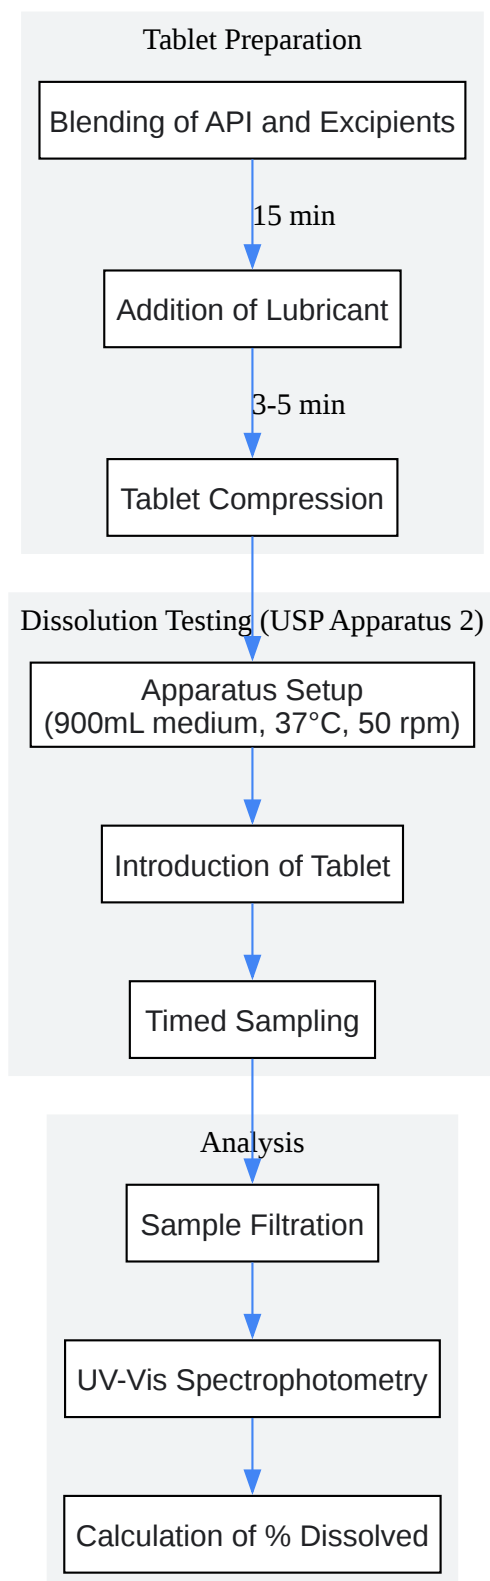 Tablet Preparation
Blending of API and Excipients
15 min
Addition of Lubricant
3-5 min
Tablet Compression
Dissolution Testing (USP Apparatus 2)
Apparatus Setup
(900mL medium, 37°C, 50 rpm)
Introduction of Tablet
Timed Sampling
Analysis
Sample Filtration
UV-Vis Spectrophotometry
Calculation of % Dissolved